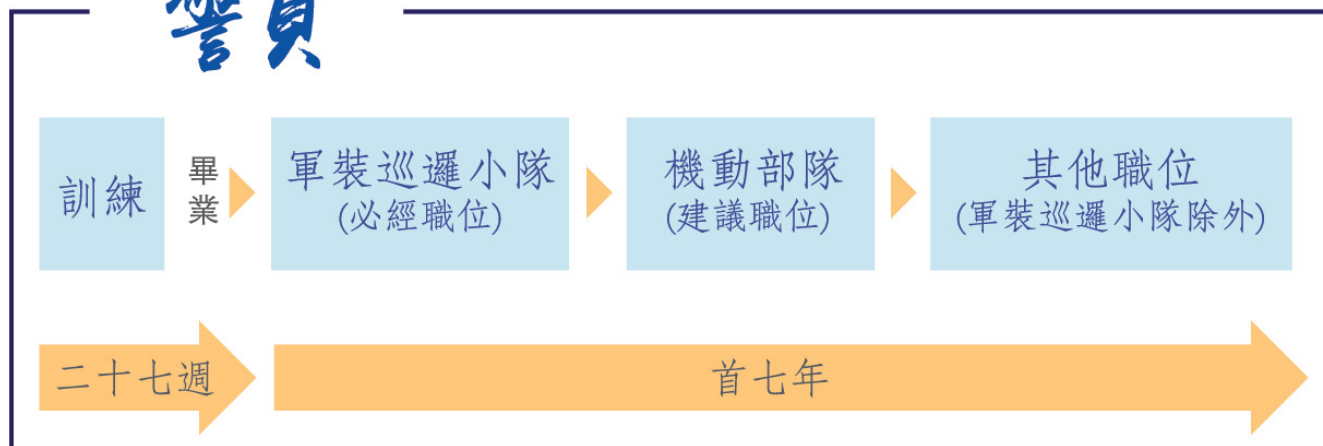 警員
訓練
畢業
軍裝巡邏小隊
(必經職位)
機動部隊
(建議職位)
其他職位
(軍裝巡邏小隊除外)
二十七週
首七年